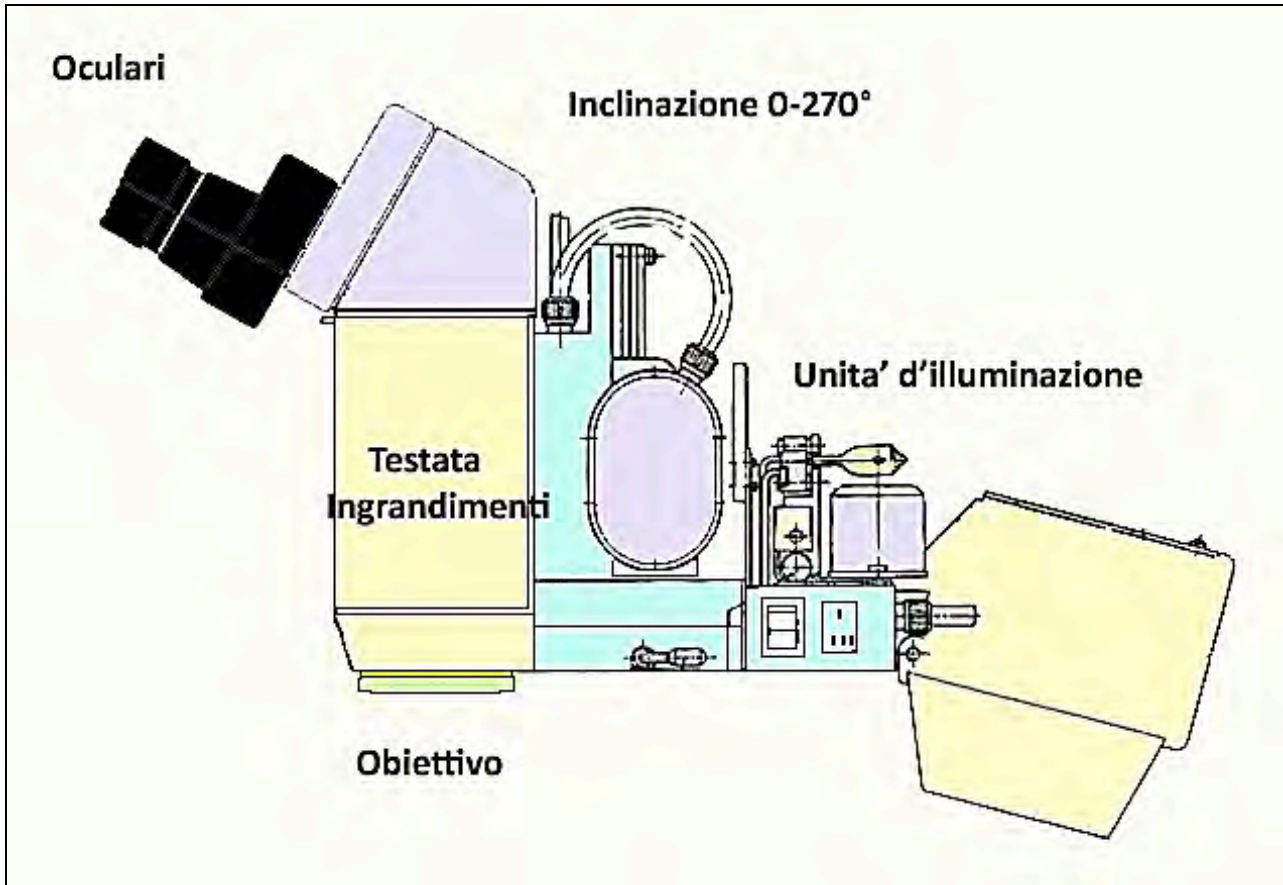 Oculari
Inclinazione 0-270°
Unita' d'illuminazione
Testata
Ingrandimenti
Obiettivo